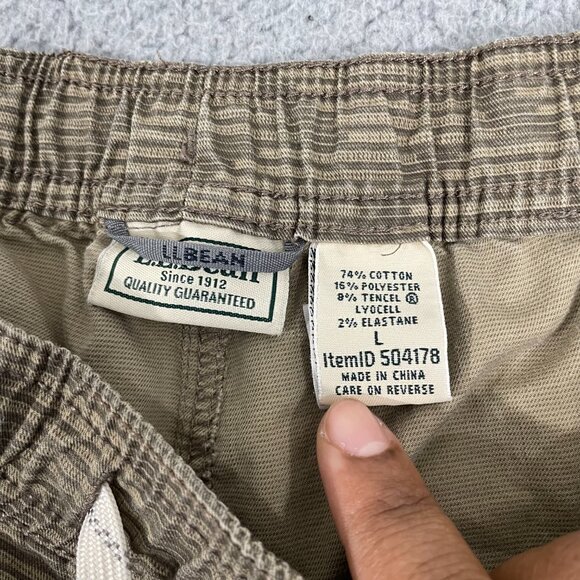 L.L.BEAN
L.L.Bean
Since 1912
QUALITY GUARANTEED
74% COTTON
16% POLYESTER
8% TENCEL ®
LYOCELL
2% ELASTANE
L
ItemID 504178
MADE IN CHINA
CARE ON REVERSE